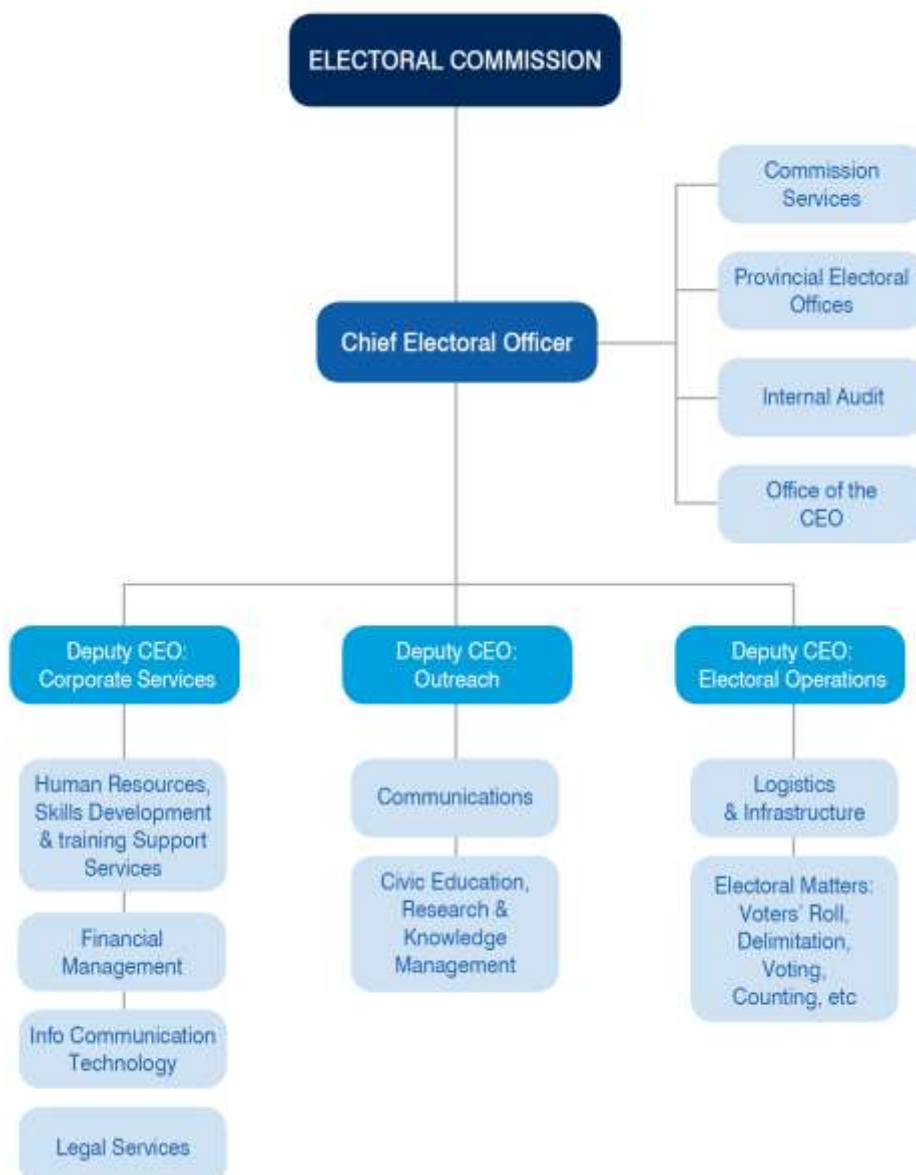 ELECTORAL COMMISSION
Commission
Services
Provincial Electoral
Offices
Chief Electoral Officer
Internal Audit
Office of the
CEO
Deputy CEO:
Corporate Services
Deputy CEO:
Outreach
Deputy CEO:
Electoral Operations
Human Resources,
Skills Development
& training Support
Services
Financial
Management
Info Communication
Technology
Legal Services
Communications
Civic Education,
Research &
Knowledge
Management
Logistics
& Infrastructure
Electoral Matters:
Voters' Roll,
Delimitation,
Voting,
Counting, etc